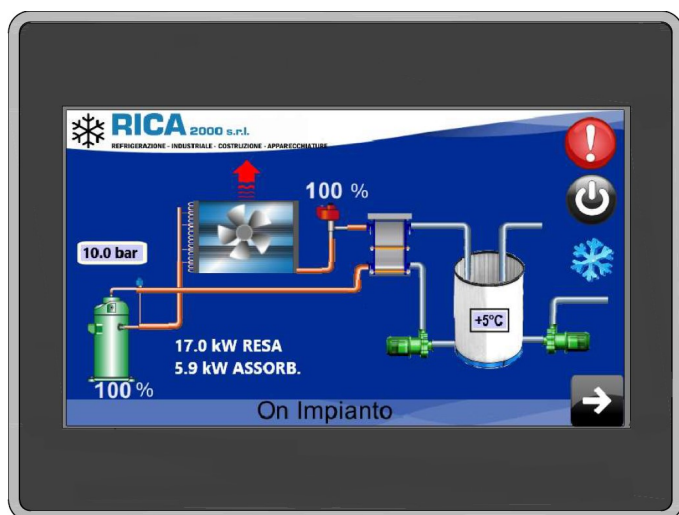 RICA 2000 s.r.l.
REFRIGERAZIONE - INDUSTRIALE - COSTRUZIONE - APPARECCHIATURE
100 %
10.0 bar
+5°C
17.0 kW RESA
5.9 kW ASSORB.
100 %
On Impianto